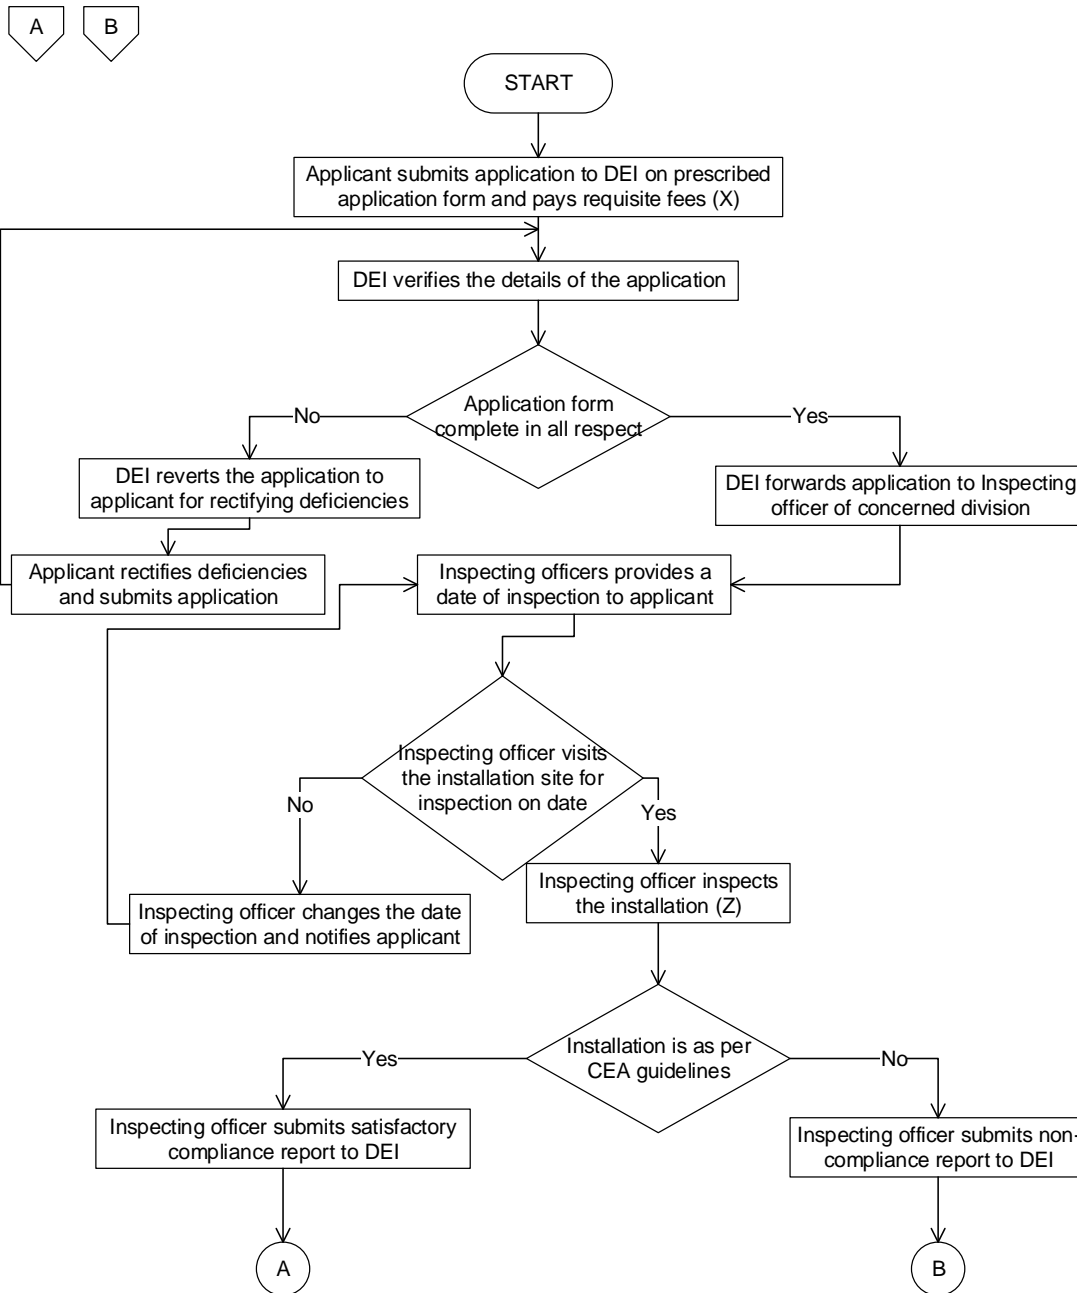 A
B
START
Applicant submits application to DEI on prescribed
application form and pays requisite fees (X)
DEI verifies the details of the application
Application form
complete in all respect
No
Yes
DEI reverts the application to
applicant for rectifying deficiencies
DEI forwards application to Inspecting
officer of concerned division
Applicant rectifies deficiencies
and submits application
Inspecting officers provides a
date of inspection to applicant
Inspecting officer visits
the installation site for
inspection on date
No
Yes
Inspecting officer inspects
the installation (Z)
Inspecting officer changes the date
of inspection and notifies applicant
Installation is as per
CEA guidelines
Yes
No
Inspecting officer submits satisfactory
compliance report to DEI
Inspecting officer submits non-
compliance report to DEI
A
B